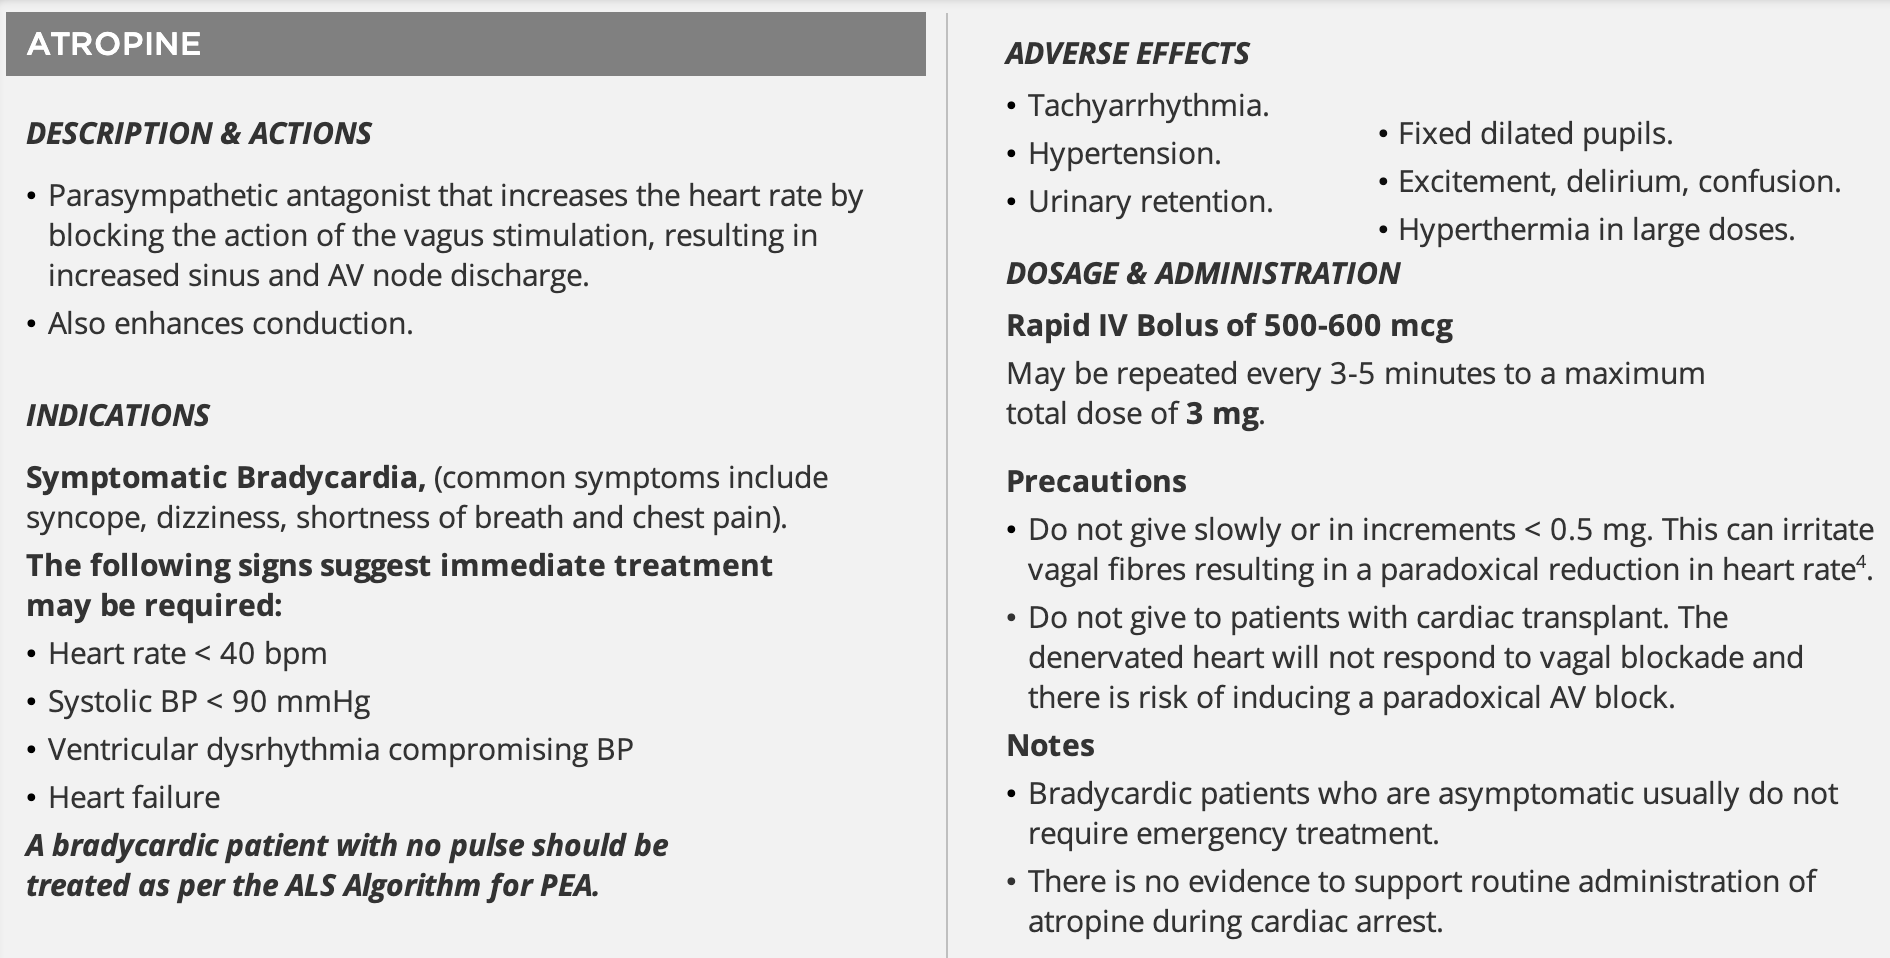 ATROPINE
DESCRIPTION & ACTIONS
• Parasympathetic antagonist that increases the heart rate by
blocking the action of the vagus stimulation, resulting in
increased sinus and AV node discharge.
• Also enhances conduction.
INDICATIONS
Symptomatic Bradycardia, (common symptoms include
syncope, dizziness, shortness of breath and chest pain).
The following signs suggest immediate treatment
may be required:
• Heart rate < 40 bpm
• Systolic BP < 90 mmHg
• Ventricular dysrhythmia compromising BP
• Heart failure
A bradycardic patient with no pulse should be
treated as per the ALS Algorithm for PEA.
ADVERSE EFFECTS
• Tachyarrhythmia.
• Hypertension.
• Urinary retention.
• Fixed dilated pupils.
• Excitement, delirium, confusion.
• Hyperthermia in large doses.
DOSAGE & ADMINISTRATION
Rapid IV Bolus of 500-600 mcg
May be repeated every 3-5 minutes to a maximum
total dose of 3 mg.
Precautions
• Do not give slowly or in increments < 0.5 mg. This can irritate
vagal fibres resulting in a paradoxical reduction in heart rate⁴.
• Do not give to patients with cardiac transplant. The
denervated heart will not respond to vagal blockade and
there is risk of inducing a paradoxical AV block.
Notes
• Bradycardic patients who are asymptomatic usually do not
require emergency treatment.
• There is no evidence to support routine administration of
atropine during cardiac arrest.